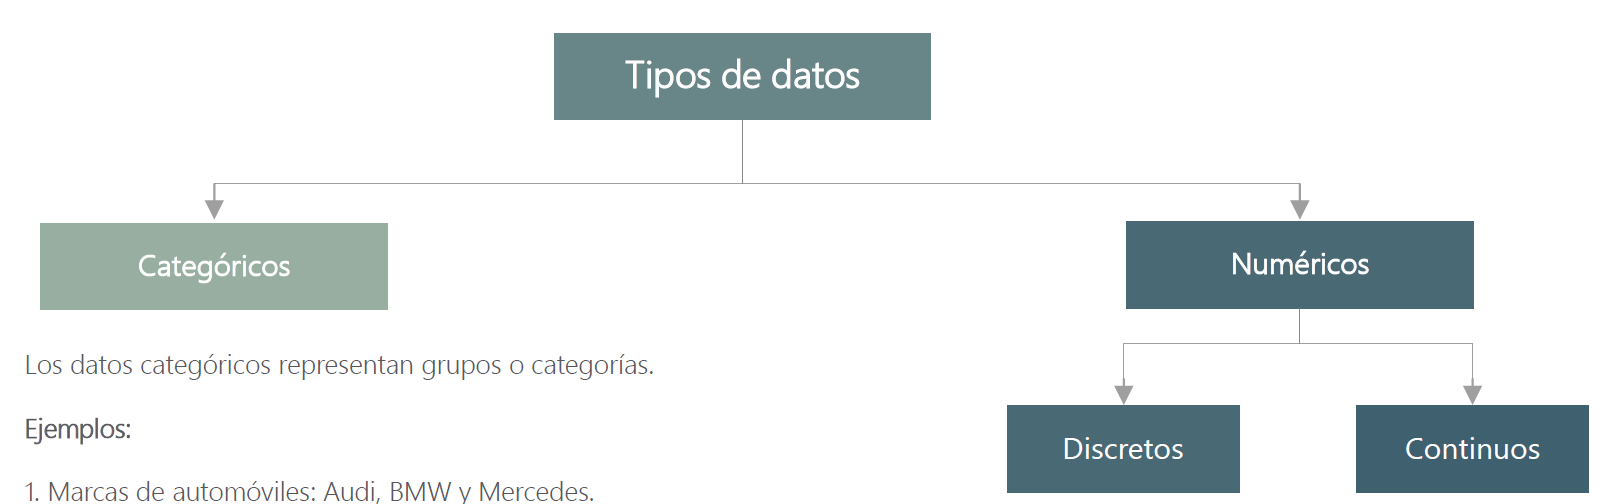 Tipos de datos
Categóricos
Numéricos
Los datos categóricos representan grupos o categorías.
Ejemplos:
Discretos
Continuos
1. Marcas de automóviles: Audi, BMW y Mercedes.